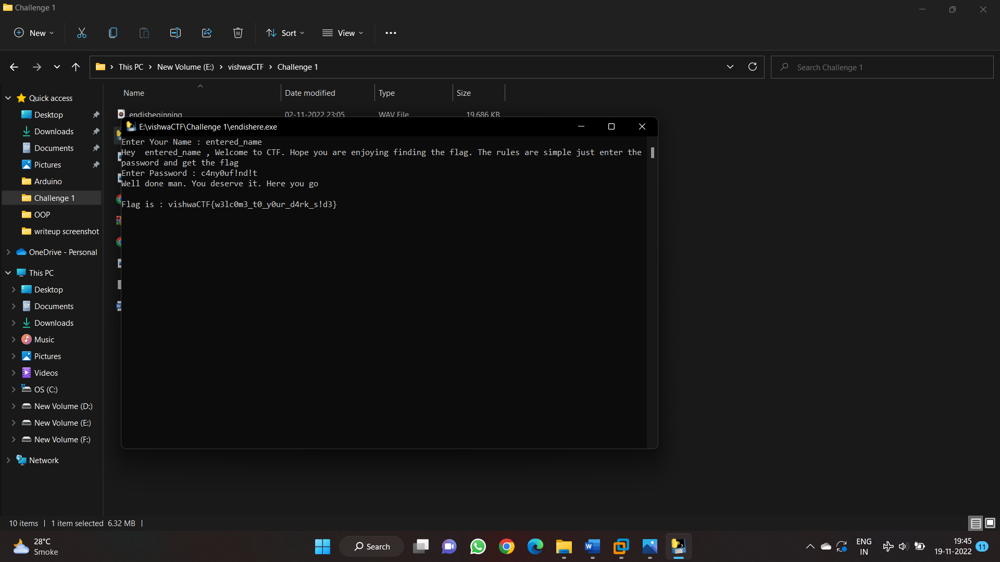 Challenge 1
New
Sort
View
This PC
New Volume (E:)
vishwaCTF
Challenge 1
Search Challenge 1
Name
Date modified
Type
Size
endisbeginning
02-11-2022 23:05
WAV File
19,686 KB
Quick access
Desktop
Downloads
Documents
Pictures
Arduino
Challenge 1
OOP
writeup screenshot
OneDrive - Personal
This PC
Desktop
Documents
Downloads
Music
Pictures
Videos
OS (C:)
New Volume (D:)
New Volume (E:)
New Volume (F:)
Network
E:\vishwaCTF\Challenge 1\endishere.exe
Enter Your Name : entered_name
Hey  entered_name , Welcome to CTF. Hope you are enjoying finding the flag. The rules are simple just enter the
password and get the flag
Enter Password : c4ny0uf!nd!t
Well done man. You deserve it. Here you go
Flag is : vishwaCTF{w3lc0m3_t0_y0ur_d4rk_s!d3}
10 items
1 item selected 6.32 MB
28°C
Smoke
Search
ENG
IN
19:45
19-11-2022
11